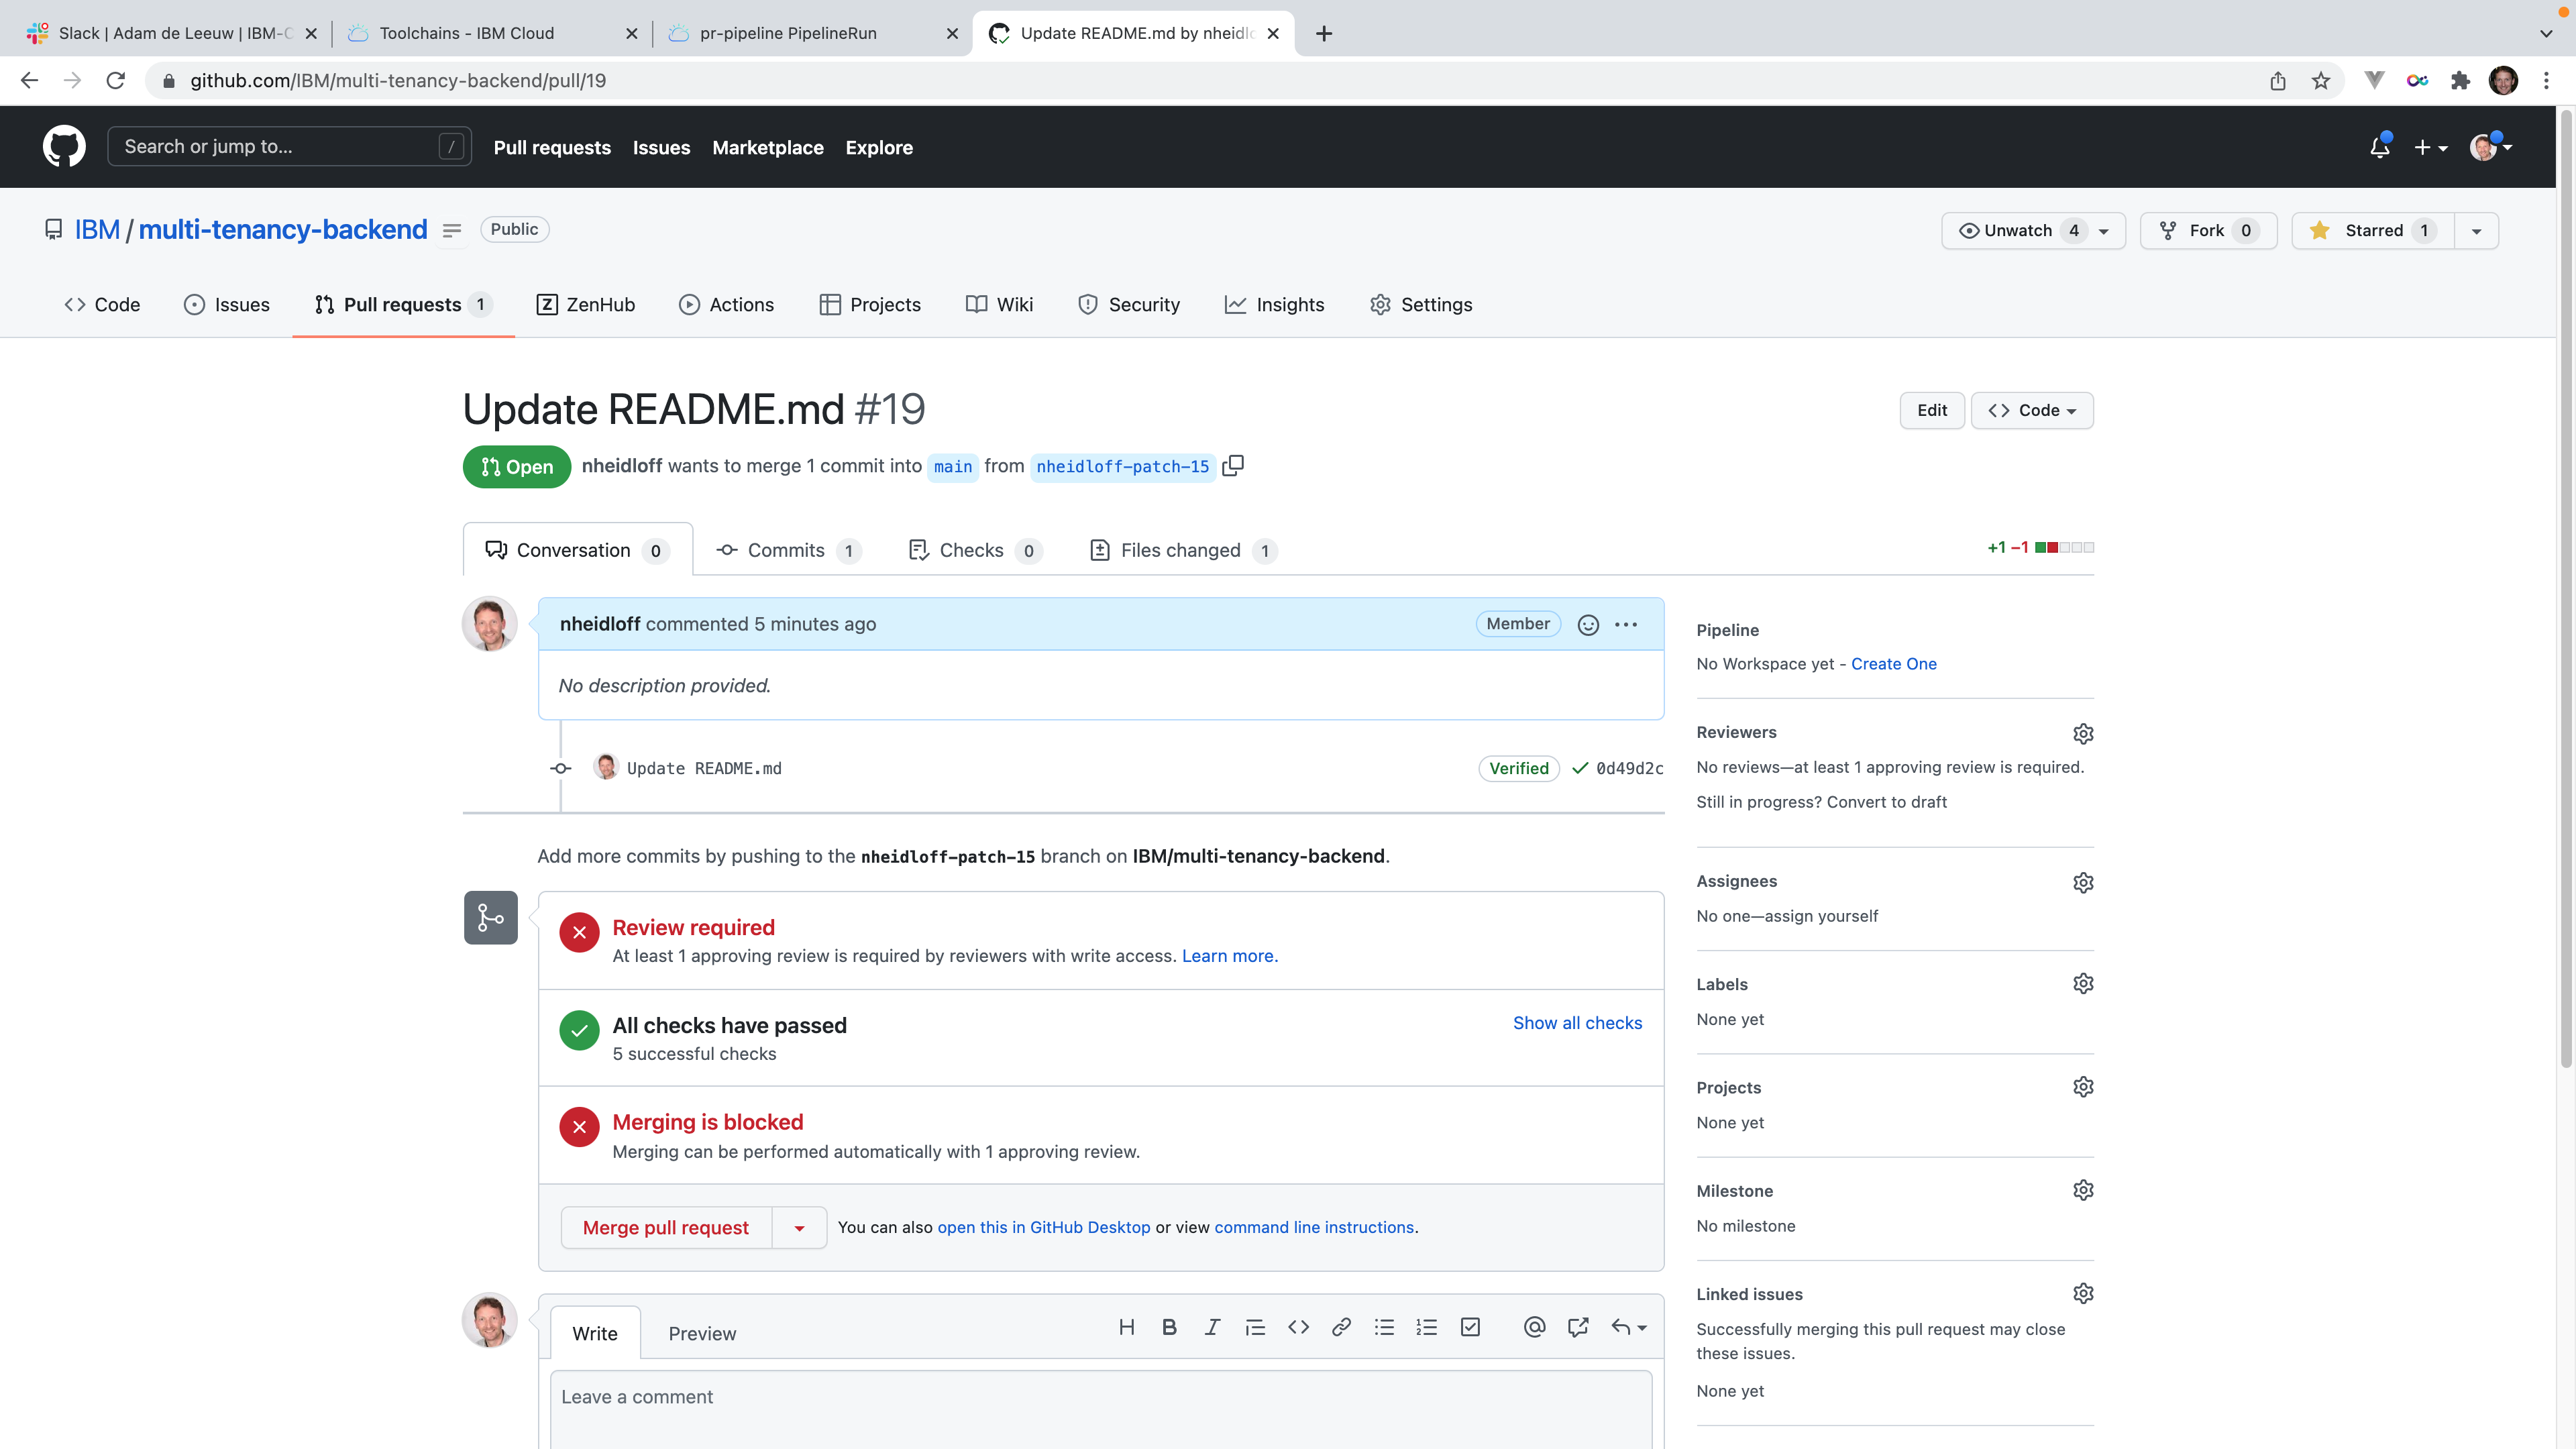 Slack | Adam de Leeuw | IBM-C
Toolchains - IBM Cloud
pr-pipeline PipelineRun
Update README.md by nheidlo
github.com/IBM/multi-tenancy-backend/pull/19
Search or jump to... /
Pull requests Issues Marketplace Explore
IBM / multi-tenancy-backend Public
Unwatch 4 Fork 0 Starred 1
Code Issues Pull requests 1 ZenHub Actions Projects Wiki Security Insights Settings
Update README.md #19
Edit Code
Open nheidloff wants to merge 1 commit into main from nheidloff-patch-15
Conversation 0 Commits 1 Checks 0 Files changed 1
+1 −1
nheidloff commented 5 minutes ago Member
No description provided.
Update README.md Verified 0d49d2c
Add more commits by pushing to the nheidloff-patch-15 branch on IBM/multi-tenancy-backend.
Review required
At least 1 approving review is required by reviewers with write access. Learn more.
All checks have passed
5 successful checks
Show all checks
Merging is blocked
Merging can be performed automatically with 1 approving review.
Merge pull request You can also open this in GitHub Desktop or view command line instructions.
Write Preview
Leave a comment
Pipeline
No Workspace yet - Create One
Reviewers
No reviews—at least 1 approving review is required.
Still in progress? Convert to draft
Assignees
No one—assign yourself
Labels
None yet
Projects
None yet
Milestone
No milestone
Linked issues
Successfully merging this pull request may close
these issues.
None yet